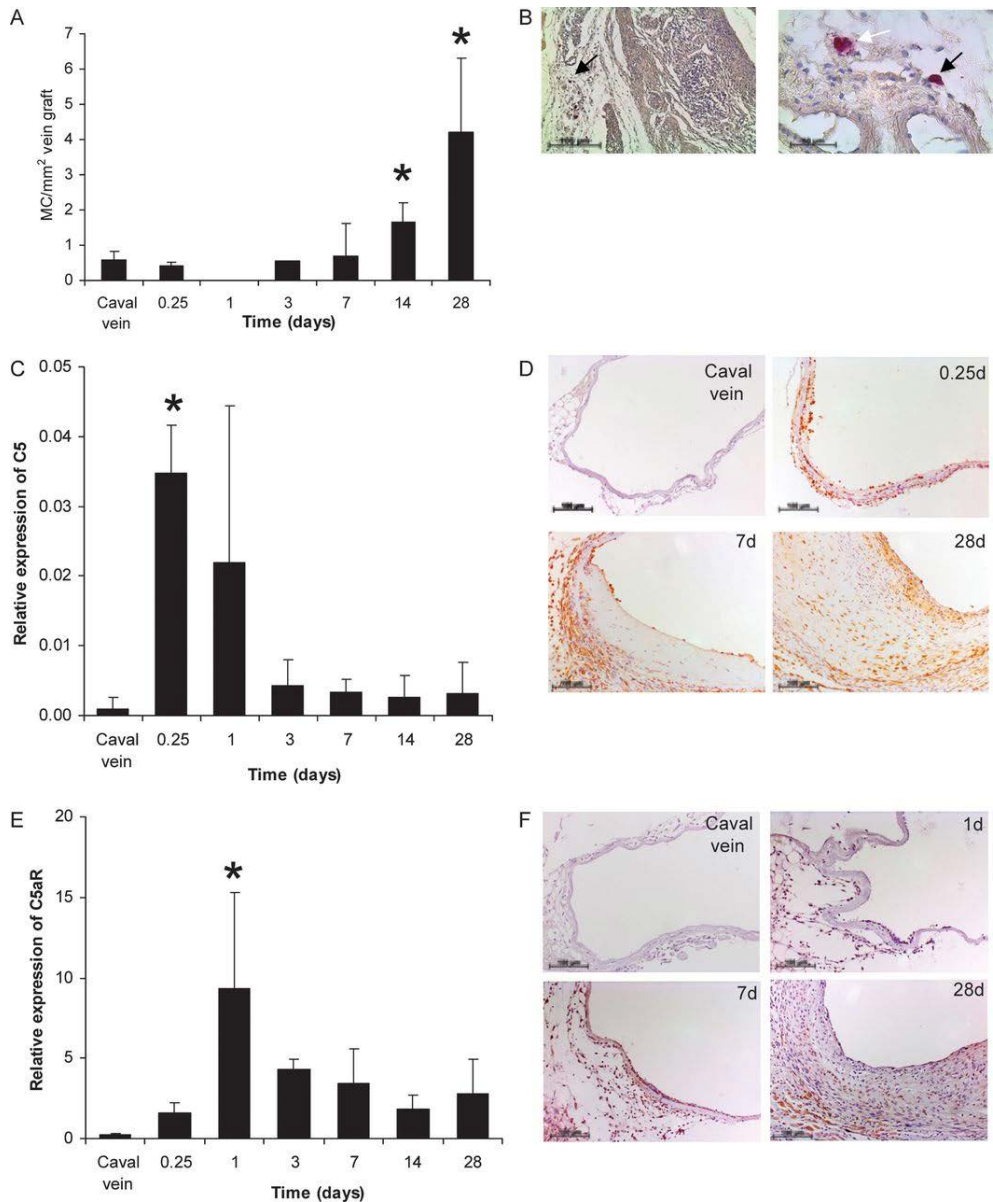 A
*
*
7
6
5
4
3
2
1
0
MC/mm² vein graft
Caval vein
0.25
1
3
7
14
28
Time (days)
B
C
*
0.05
0.04
0.03
0.02
0.01
0.00
Relative expression of C5
Caval vein
0.25
1
3
7
14
28
Time (days)
D
Caval
vein
0.25d
7d
28d
E
*
20
15
10
5
0
Relative expression of C5aR
Caval vein
0.25
1
3
7
14
28
Time (days)
F
Caval
vein
1d
7d
28d